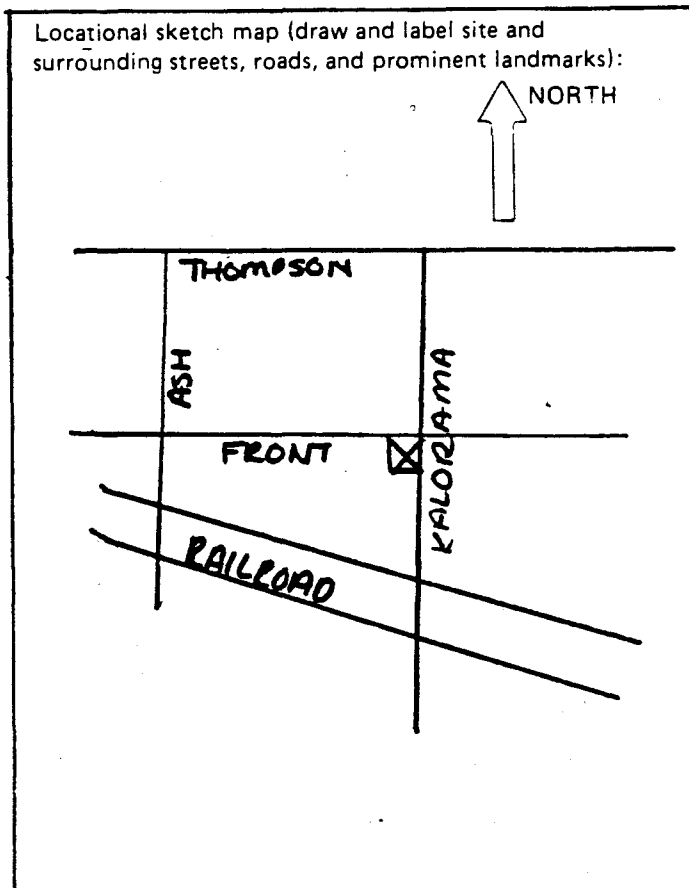 Locational sketch map (draw and label site and
surrounding streets, roads, and prominent landmarks):
NORTH
THOMPSON
ASH
KALORAMA
FRONT
RAILROAD